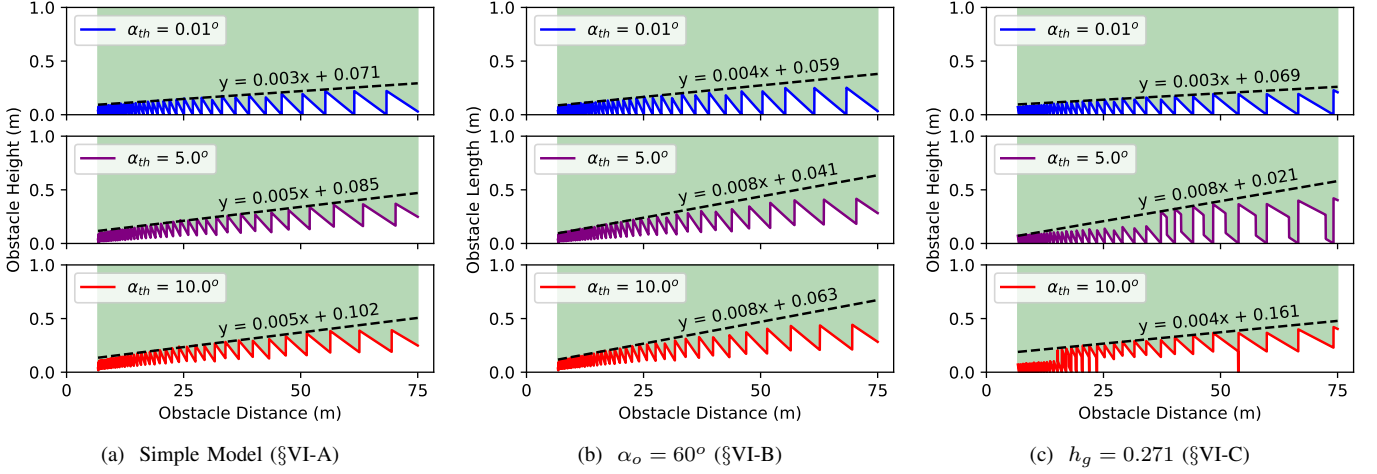 1.0
0.5
0.0
α_th = 0.01°
y = 0.003x + 0.071
1.0
0.5
0.0
α_th = 5.0°
y = 0.005x + 0.085
1.0
0.5
0.0
α_th = 10.0°
y = 0.005x + 0.102
0 25 50 75
Obstacle Height (m)
Obstacle Distance (m)
(a) Simple Model (§VI-A)
1.0
0.5
0.0
α_th = 0.01°
y = 0.004x + 0.059
1.0
0.5
0.0
α_th = 5.0°
y = 0.008x + 0.041
1.0
0.5
0.0
α_th = 10.0°
y = 0.008x + 0.063
0 25 50 75
Obstacle Length (m)
Obstacle Distance (m)
(b) α_o = 60° (§VI-B)
1.0
0.5
0.0
α_th = 0.01°
y = 0.003x + 0.069
1.0
0.5
0.0
α_th = 5.0°
y = 0.008x + 0.021
1.0
0.5
0.0
α_th = 10.0°
y = 0.004x + 0.161
0 25 50 75
Obstacle Height (m)
Obstacle Distance (m)
(c) h_g = 0.271 (§VI-C)